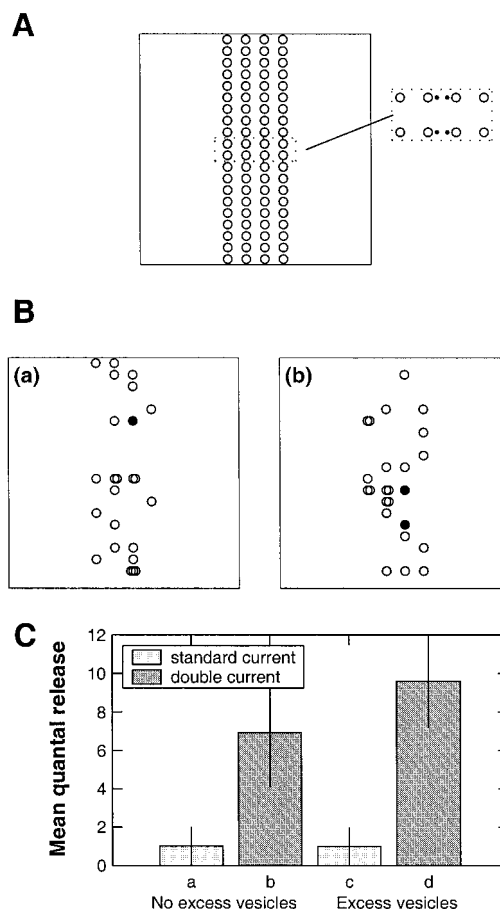 A
B
(a)
(b)
C
Mean quantal release
12
10
8
6
4
2
0
standard current
double current
a
b
c
d
No excess vesicles
Excess vesicles